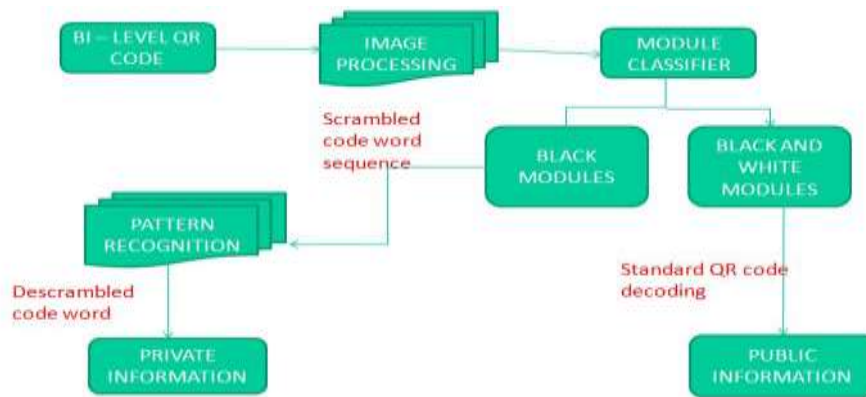 BI – LEVEL QR
CODE
IMAGE
PROCESSING
MODULE
CLASSIFIER
Scrambled
code word
sequence
BLACK
MODULES
BLACK AND
WHITE
MODULES
PATTERN
RECOGNITION
Standard QR code
decoding
Descrambled
code word
PRIVATE
INFORMATION
PUBLIC
INFORMATION